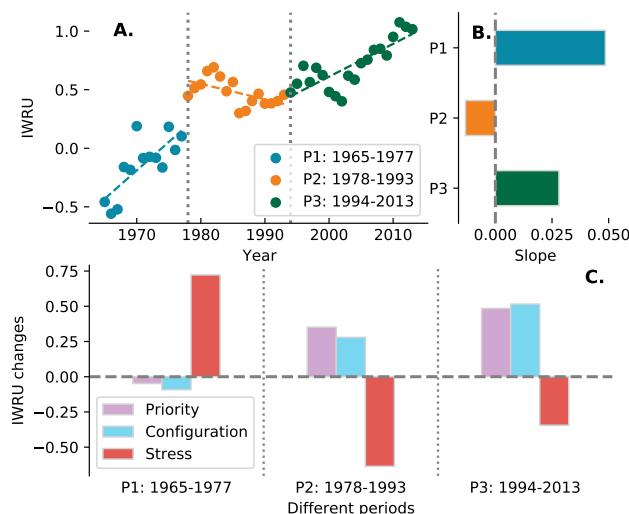 A.
1.0
0.5
0.0
−0.5
IWRU
P1: 1965-1977
P2: 1978-1993
P3: 1994-2013
1970
1980
1990
2000
2010
Year
B.
P1
P2
P3
0.000
0.025
0.050
Slope
C.
0.75
0.50
0.25
0.00
−0.25
−0.50
IWRU changes
Priority
Configuration
Stress
P1: 1965-1977
P2: 1978-1993
P3: 1994-2013
Different periods